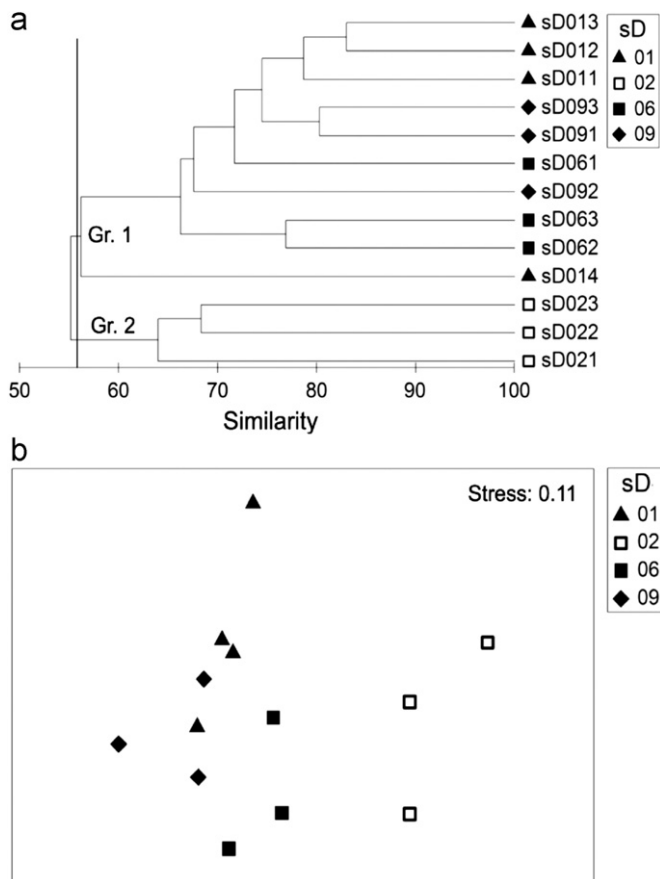 a
sD013
sD012
sD011
sD093
sD091
sD061
sD092
sD063
sD062
sD014
sD023
sD022
sD021
sD
01
02
06
09
Gr. 1
Gr. 2
50 60 70 80 90 100
Similarity
b
Stress: 0.11
sD
01
02
06
09